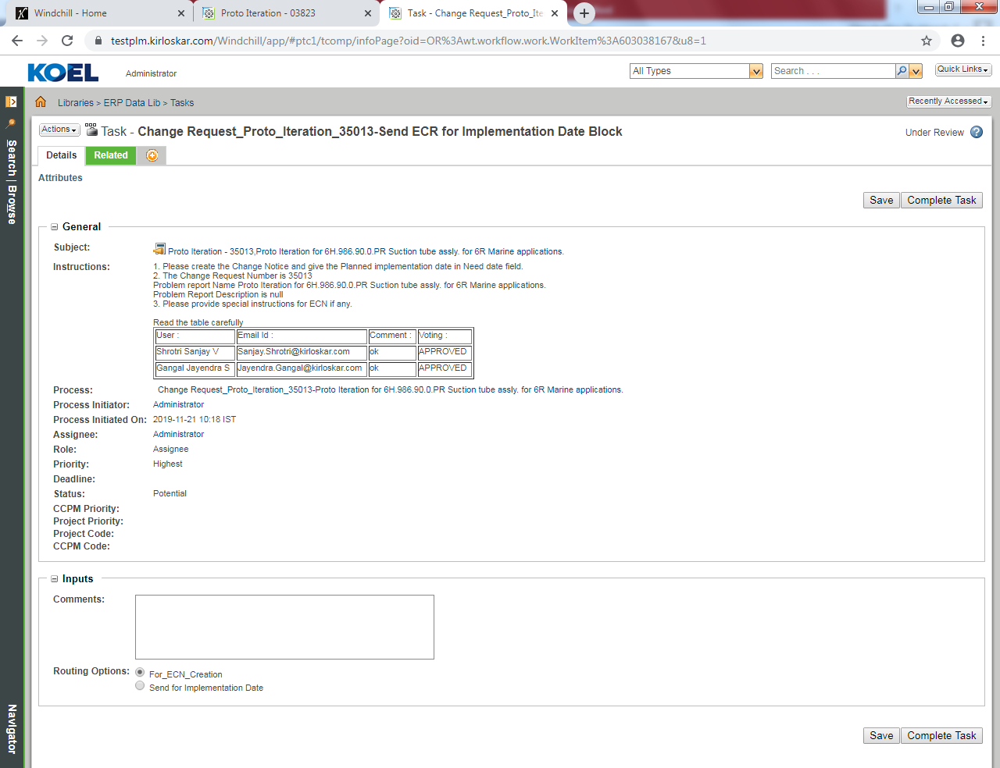 Windchill - Home
Proto Iteration - 03823
Task - Change Request_Proto_Ite
testplm.kirloskar.com/Windchill/app/#ptc1/tcomp/infoPage?oid=OR%3Awt.workflow.work.WorkItem%3A603038167&u8=1
KOEL
Administrator
All Types
Search . . .
Quick Links
Libraries > ERP Data Lib > Tasks
Recently Accessed
Actions
Task - Change Request_Proto_Iteration_35013-Send ECR for Implementation Date Block
Under Review
Details
Related
Search | Browse
Attributes
Save
Complete Task
General
Subject:
Proto Iteration - 35013,Proto Iteration for 6H.986.90.0.PR Suction tube assly. for 6R Marine applications.
Instructions:
1. Please create the Change Notice and give the Planned implementation date in Need date field.
2. The Change Request Number is 35013
Problem report Name Proto Iteration for 6H.986.90.0.PR Suction tube assly. for 6R Marine applications.
Problem Report Description is null
3. Please provide special instructions for ECN if any.
Read the table carefully
User : Email Id : Comment : Voting :
Shrotri Sanjay V Sanjay.Shrotri@kirloskar.com ok APPROVED
Gangal Jayendra S Jayendra.Gangal@kirloskar.com ok APPROVED
Process: Change Request_Proto_Iteration_35013-Proto Iteration for 6H.986.90.0.PR Suction tube assly. for 6R Marine applications.
Process Initiator: Administrator
Process Initiated On: 2019-11-21 10:18 IST
Assignee: Administrator
Role: Assignee
Priority: Highest
Deadline:
Status: Potential
CCPM Priority:
Project Priority:
Project Code:
CCPM Code:
Inputs
Comments:
Routing Options: For_ECN_Creation
Send for Implementation Date
Navigator
Save
Complete Task